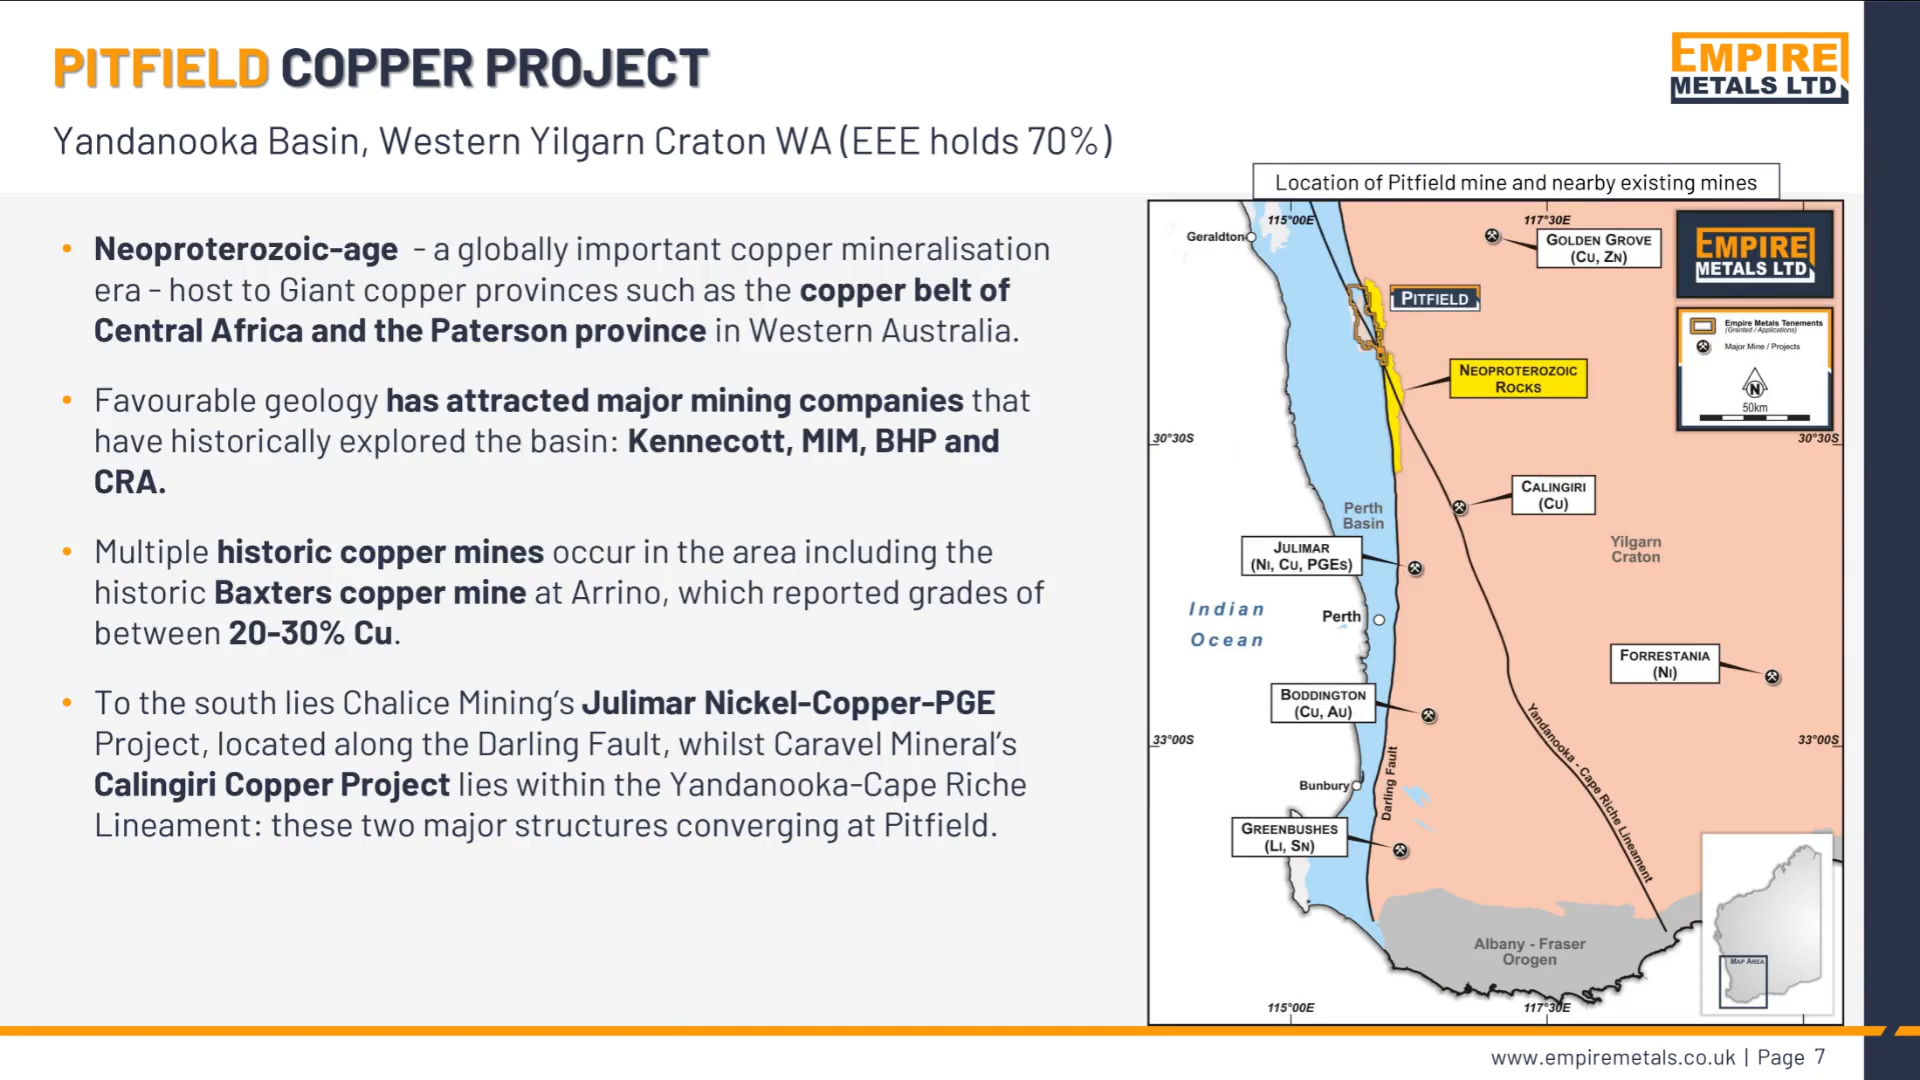 PITFIELD COPPER PROJECT
EMPIRE
METALS LTD
Yandanooka Basin, Western Yilgarn Craton WA (EEE holds 70%)
• Neoproterozoic-age - a globally important copper mineralisation
era - host to Giant copper provinces such as the copper belt of
Central Africa and the Paterson province in Western Australia.
• Favourable geology has attracted major mining companies that
have historically explored the basin: Kennecott, MIM, BHP and
CRA.
• Multiple historic copper mines occur in the area including the
historic Baxters copper mine at Arrino, which reported grades of
between 20-30% Cu.
• To the south lies Chalice Mining's Julimar Nickel-Copper-PGE
Project, located along the Darling Fault, whilst Caravel Mineral's
Calingiri Copper Project lies within the Yandanooka-Cape Riche
Lineament: these two major structures converging at Pitfield.
Location of Pitfield mine and nearby existing mines
115°00E
117°30E
Geraldton
GOLDEN GROVE
(CU, ZN)
EMPIRE
METALS LTD
PITFIELD
Empire Metals Tenements
(Granted / Applications)
Major Mine / Projects
N
50km
NEOPROTEROZOIC
ROCKS
30°30S
30°30S
CALINGIRI
(CU)
Perth
Basin
Yilgarn
Craton
JULIMAR
(NI, CU, PGES)
Indian
Ocean
Perth
FORRESTANIA
(NI)
BODDINGTON
(CU, AU)
33°00S
33°00S
Darling Fault
Yandanooka - Cape Riche Lineament
Bunbury
GREENBUSHES
(LI, SN)
Albany - Fraser
Orogen
MAP AREA
115°00E
117°30E
www.empiremetals.co.uk | Page 7